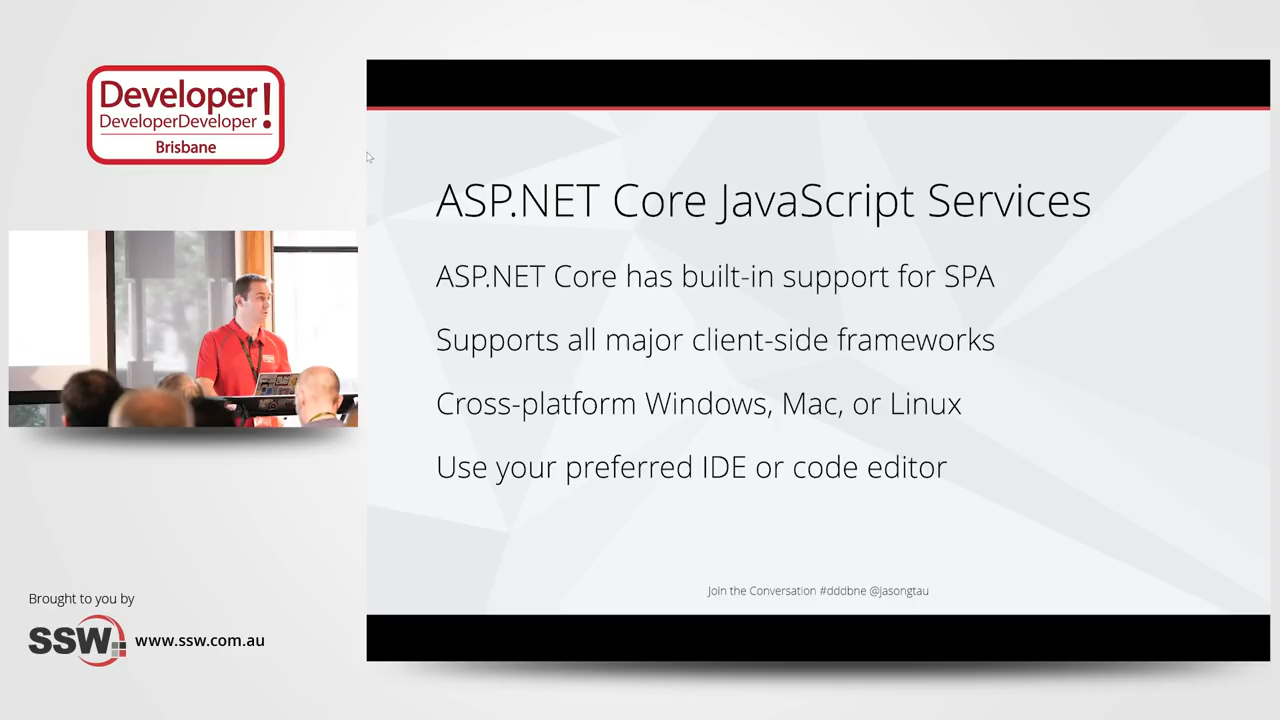 Developer!
DeveloperDeveloper
Brisbane
ASP.NET Core JavaScript Services
ASP.NET Core has built-in support for SPA
Supports all major client-side frameworks
Cross-platform Windows, Mac, or Linux
Use your preferred IDE or code editor
Join the Conversation #dddbne @jasongtau
Brought to you by
SSW
www.ssw.com.au